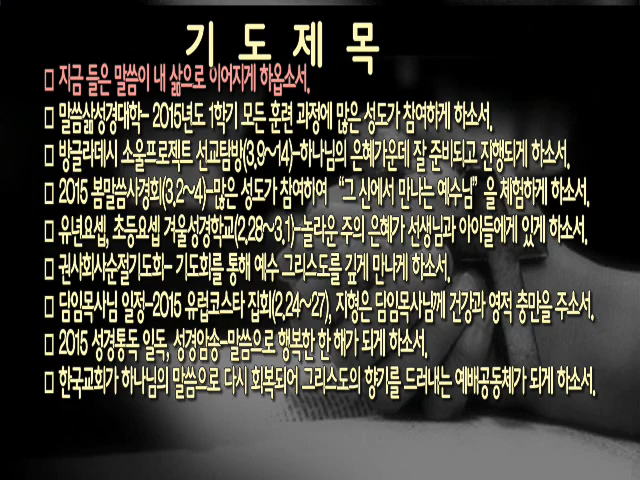 기 도 제 목
□ 지금 들은 말씀이 내 삶으로 이어지게 하옵소서.
□ 말씀삶성경대학- 2015년도 1학기 모든 훈련 과정에 많은 성도가 참여하게 하소서.
□ 방글라데시 소울프로젝트 선교탐방(3.9~14)-하나님의 은혜가운데 잘 준비되고 진행되게 하소서.
□ 2015 봄말씀사경회(3.2~4)-많은 성도가 참여하여 “그 신에서 만나는 예수님” 을 체험하게 하소서.
□ 유년요셉, 초등요셉 겨울성경학교(2.28~3.1)-놀라운 주의 은혜가 선생님과 아이들에게 있게 하소서.
□ 권사회사순절기도회- 기도회를 통해 예수 그리스도를 깊게 만나게 하소서.
□ 담임목사님 일정-2015 유럽코스타 집회(2.24~27), 지형은 담임목사님께 건강과 영적 충만을 주소서.
□ 2015 성경통독 일독, 성경암송-말씀으로 행복한 한 해가 되게 하소서.
□ 한국교회가 하나님의 말씀으로 다시 회복되어 그리스도의 향기를 드러내는 예배공동체가 되게 하소서.